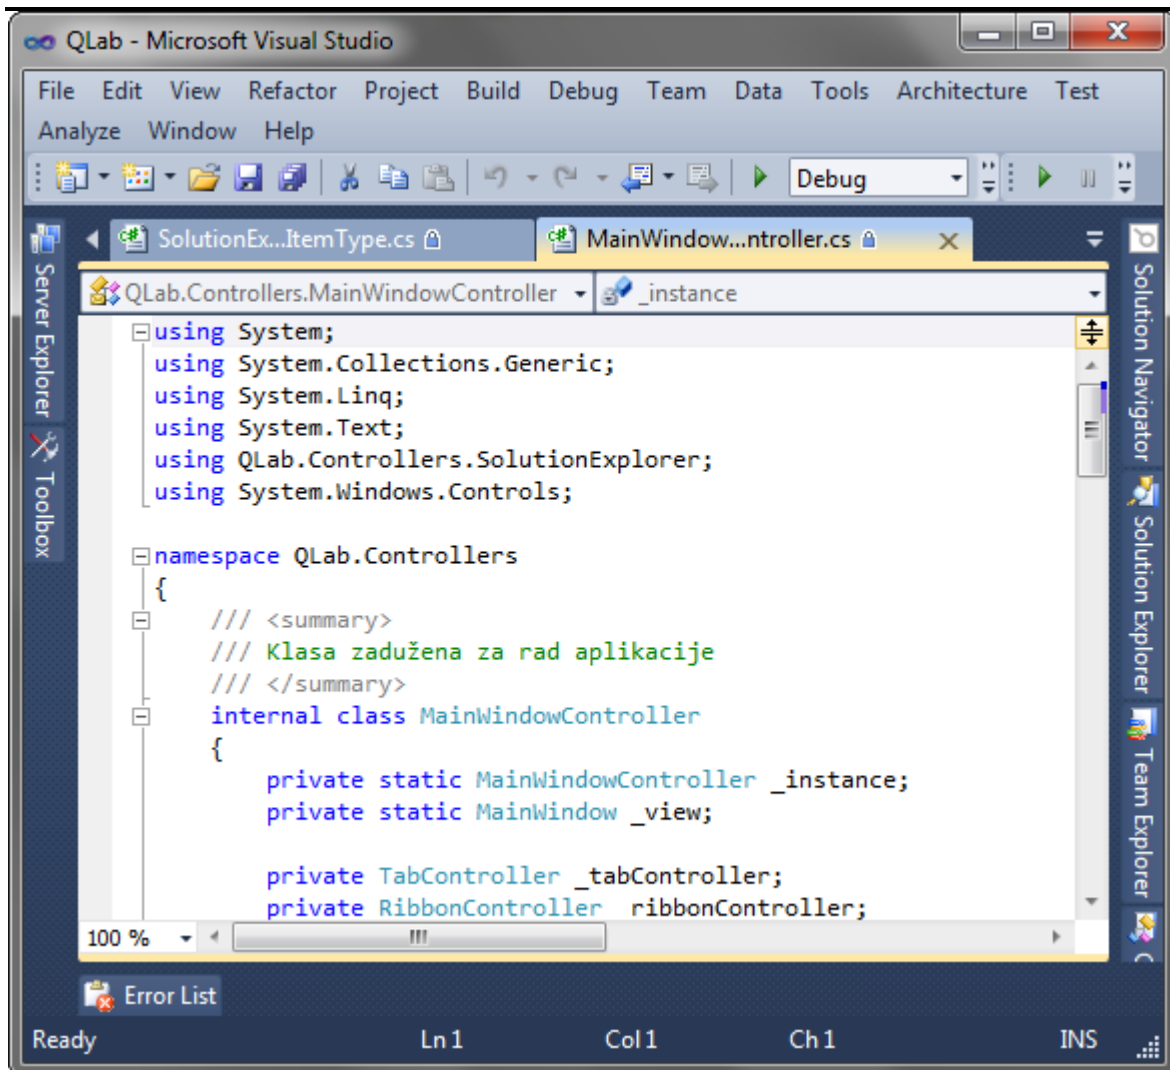 QLab - Microsoft Visual Studio
File Edit View Refactor Project Build Debug Team Data Tools Architecture Test
Analyze Window Help
Debug
SolutionEx...ItemType.cs
MainWindow...ntroller.cs
QLab.Controllers.MainWindowController
_instance
Server Explorer
Toolbox
using System;
using System.Collections.Generic;
using System.Linq;
using System.Text;
using QLab.Controllers.SolutionExplorer;
using System.Windows.Controls;
namespace QLab.Controllers
{
/// <summary>
/// Klasa zadužena za rad aplikacije
/// </summary>
internal class MainWindowController
{
private static MainWindowController _instance;
private static MainWindow _view;
private TabController _tabController;
private RibbonController ribbonController;
100 %
Solution Navigator
Solution Explorer
Team Explorer
Error List
Ready Ln 1 Col 1 Ch 1 INS